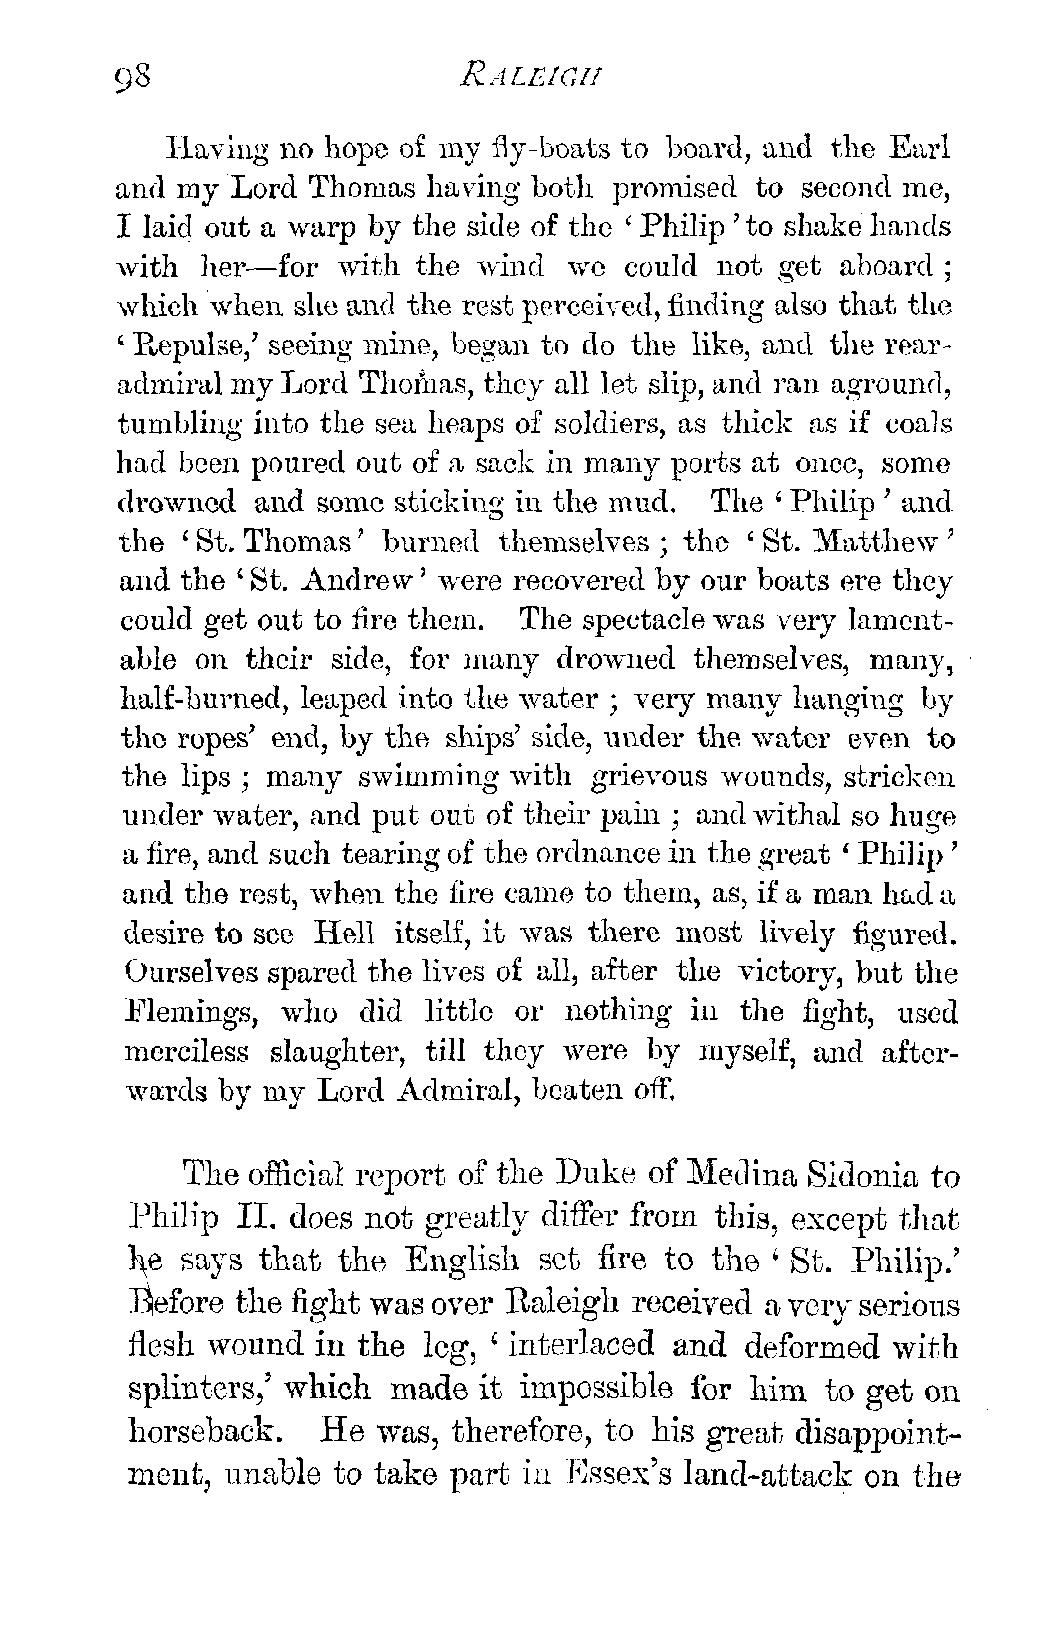 98 RALEIGH
Having no hope of my fly-boats to board, and the Earl
and my Lord Thomas having both promised to second me,
I laid out a warp by the side of the ‘ Philip ’ to shake hands
with her—for with the wind we could not get aboard ;
which when she and the rest perceived, finding also that the
‘ Repulse,’ seeing mine, began to do the like, and the rear-
admiral my Lord Thomas, they all let slip, and ran aground,
tumbling into the sea heaps of soldiers, as thick as if coals
had been poured out of a sack in many ports at once, some
drowned and some sticking in the mud. The ‘ Philip ’ and
the ‘ St. Thomas ’ burned themselves ; the ‘ St. Matthew ’
and the ‘ St. Andrew ’ were recovered by our boats ere they
could get out to fire them. The spectacle was very lament-
able on their side, for many drowned themselves, many,
half-burned, leaped into the water ; very many hanging by
the ropes’ end, by the ships’ side, under the water even to
the lips ; many swimming with grievous wounds, stricken
under water, and put out of their pain ; and withal so huge
a fire, and such tearing of the ordnance in the great ‘ Philip ’
and the rest, when the fire came to them, as, if a man had a
desire to see Hell itself, it was there most lively figured.
Ourselves spared the lives of all, after the victory, but the
Flemings, who did little or nothing in the fight, used
merciless slaughter, till they were by myself, and after-
wards by my Lord Admiral, beaten off.
The official report of the Duke of Medina Sidonia to
Philip II. does not greatly differ from this, except that
he says that the English set fire to the ‘ St. Philip.’
Before the fight was over Raleigh received a very serious
flesh wound in the leg, ‘ interlaced and deformed with
splinters,’ which made it impossible for him to get on
horseback. He was, therefore, to his great disappoint-
ment, unable to take part in Essex’s land-attack on the